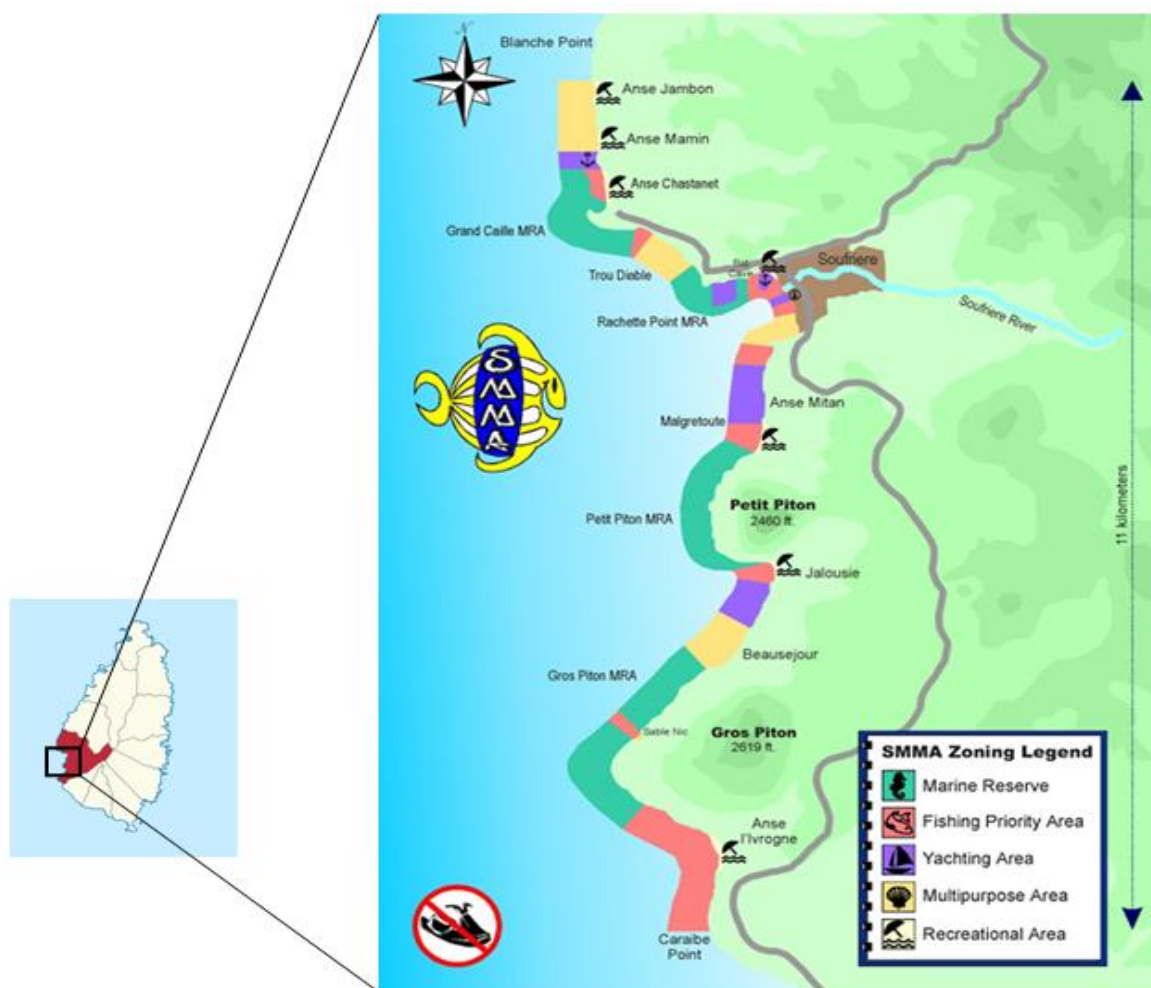 N
Blanche Point
Anse Jambon
Anse Mamin
Anse Chastanet
Grand Caille MRA
Trou Diable
Bat
Cave
Soufriere
Rachette Point MRA
Soufriere River
SMMA
Anse Mitan
Malgretoute
Petit Piton
2460 ft.
Petit Piton MRA
11 kilometers
Jalousie
Beausejour
Gros Piton MRA
Sable Nic
Gros Piton
2619 ft.
Anse
l'Ivrogne
Caraibe
Point
SMMA Zoning Legend
Marine Reserve
Fishing Priority Area
Yachting Area
Multipurpose Area
Recreational Area